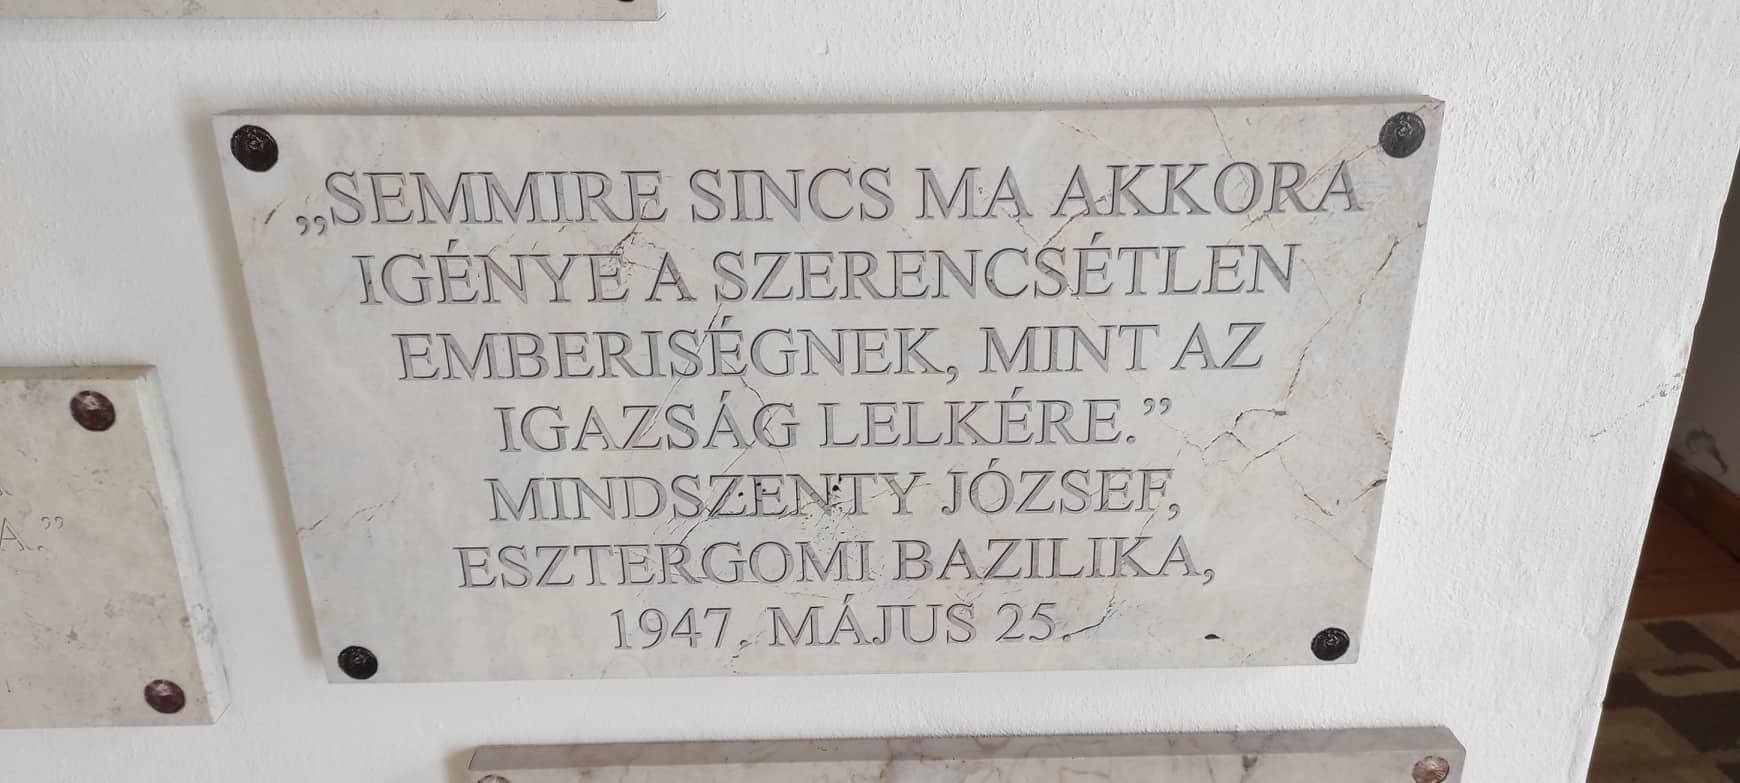 „SEMMIRE SINCS MA AKKORA
IGÉNYE A SZERENCSÉTLEN
EMBERISÉGNEK, MINT AZ
IGAZSÁG LELKÉRE.”
MINDSZENTY JÓZSEF,
ESZTERGOMI BAZILIKA,
1947. MÁJUS 25.
A.”